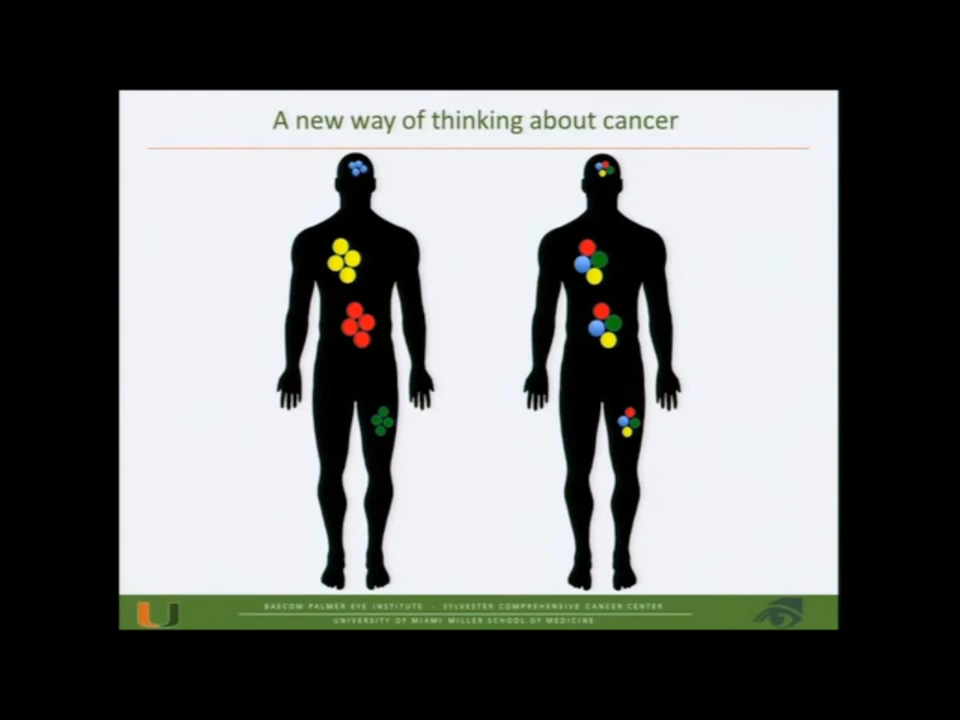 A new way of thinking about cancer
BASCOM PALMER EYE INSTITUTE - SYLVESTER COMPREHENSIVE CANCER CENTER
UNIVERSITY OF MIAMI MILLER SCHOOL OF MEDICINE